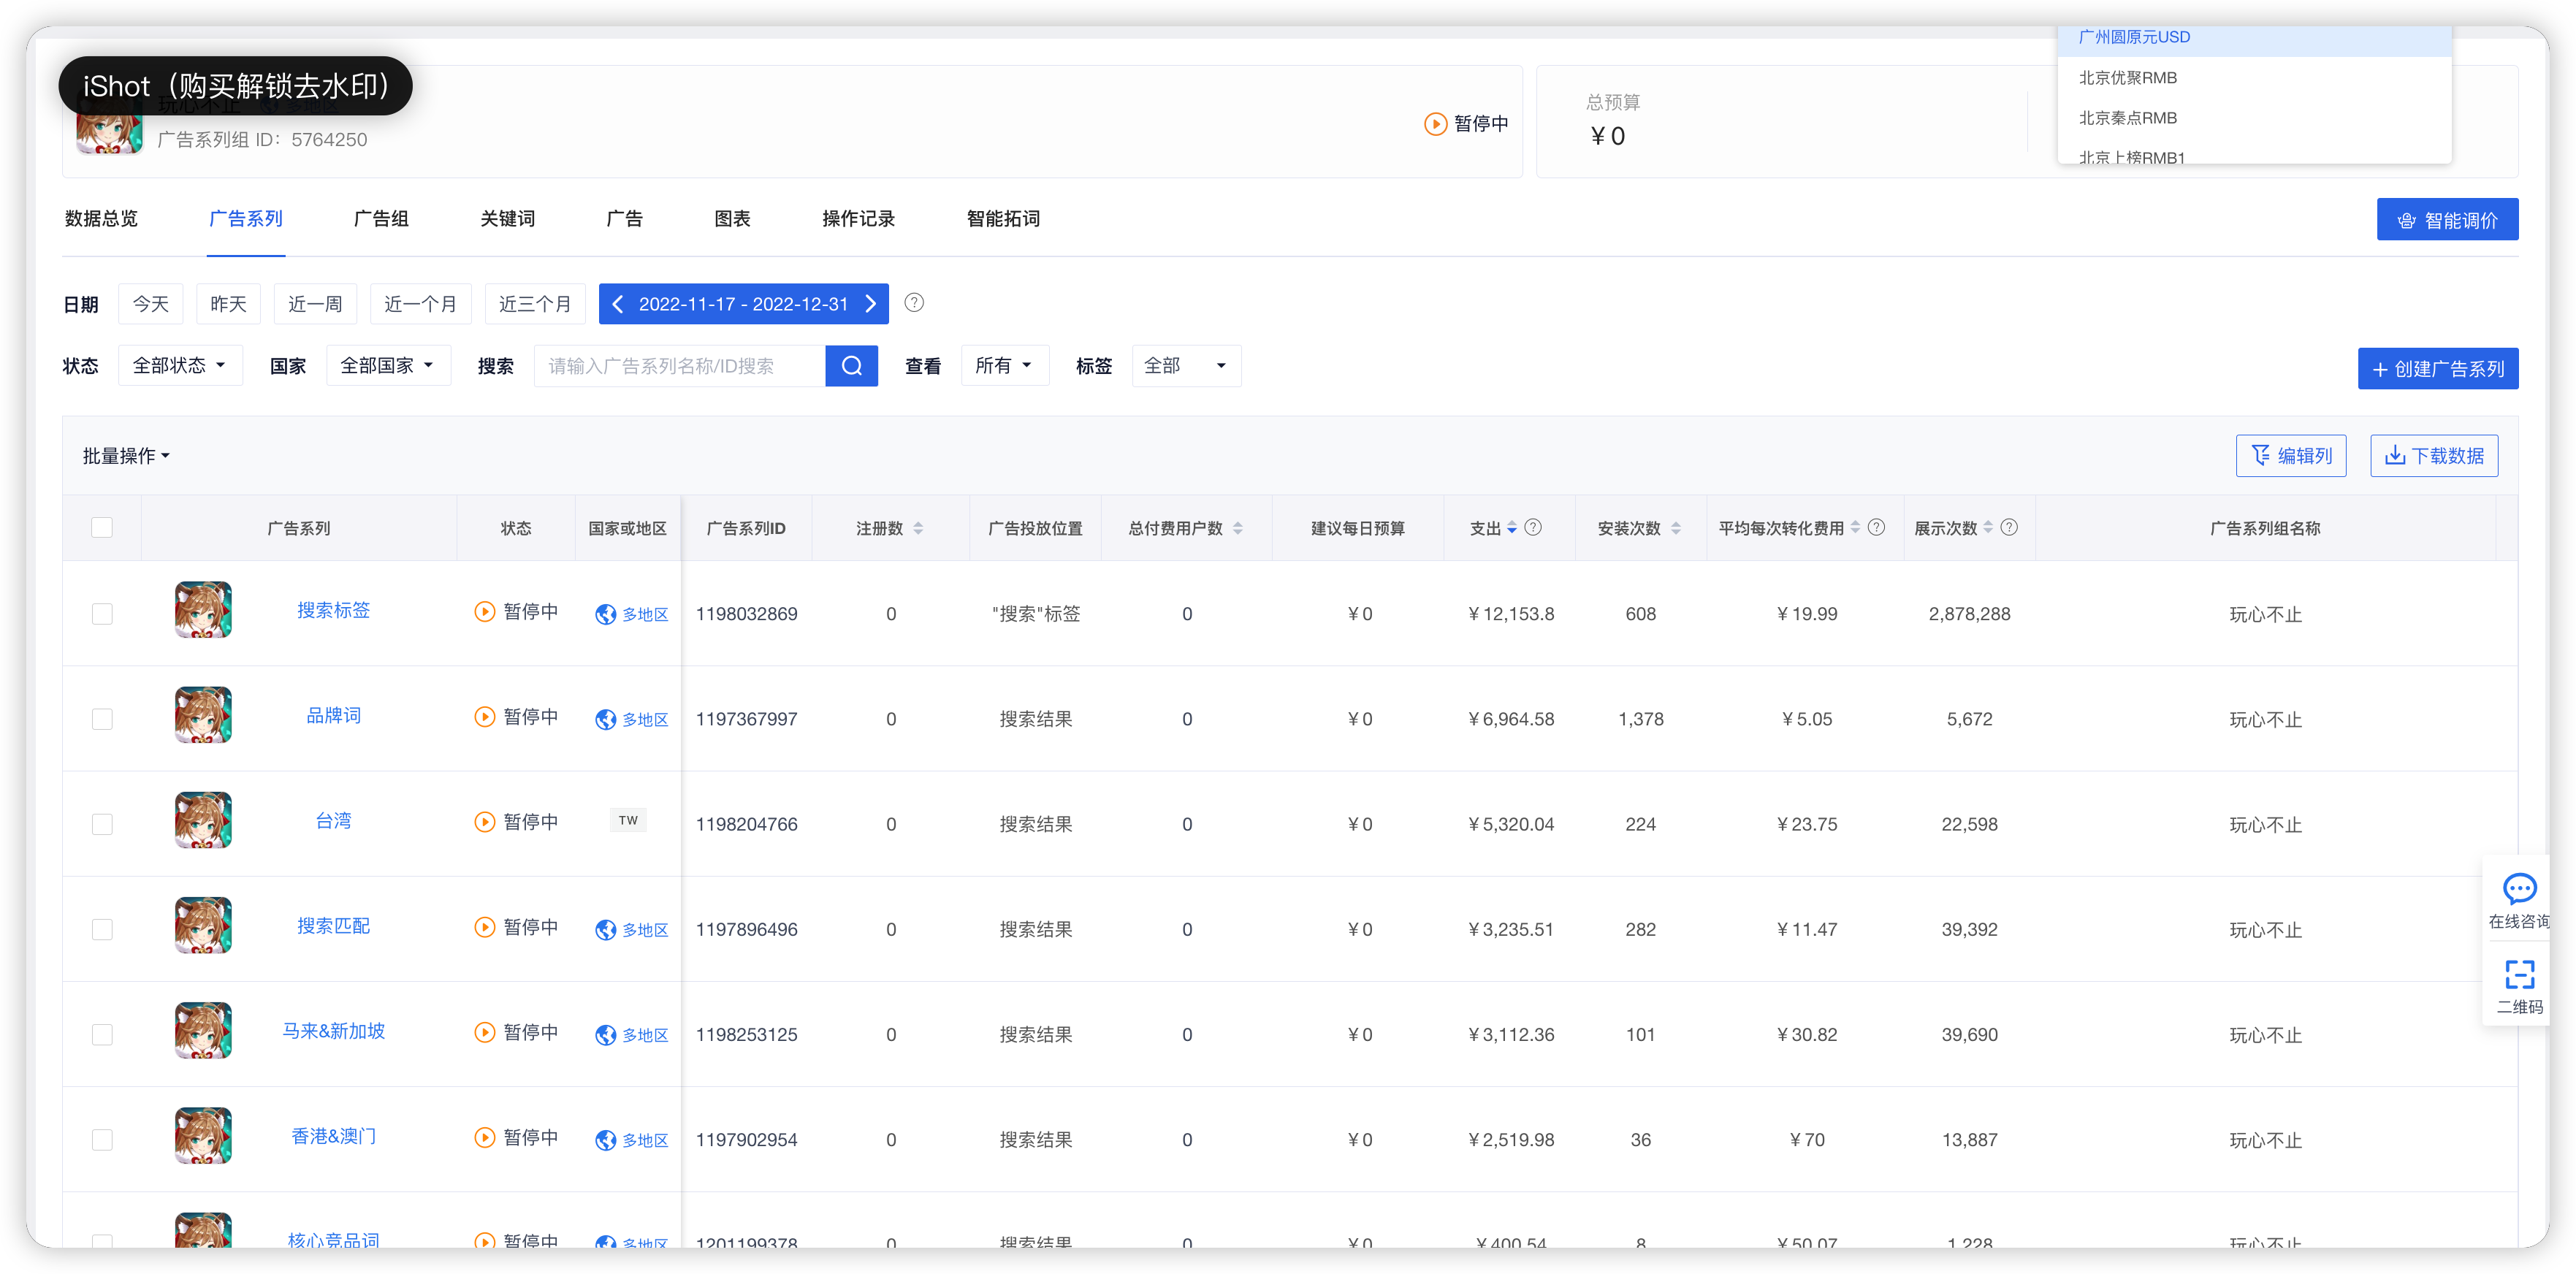 广州圆原元USD
iShot（购买解锁去水印）
北京优聚RMB
总预算
北京秦点RMB
暂停中
¥0
广告系列组 ID：5764250
北京上榜RMB1
数据总览 广告系列 广告组 关键词 广告 图表 操作记录 智能拓词 智能调价
日期 今天 昨天 近一周 近一个月 近三个月 2022-11-17 - 2022-12-31
状态 全部状态 国家 全部国家 搜索 请输入广告系列名称/ID搜索 查看 所有 标签 全部 创建广告系列
批量操作 编辑列 下载数据
广告系列 状态 国家或地区 广告系列ID 注册数 广告投放位置 总付费用户数 建议每日预算 支出 安装次数 平均每次转化费用 展示次数 广告系列组名称
搜索标签 暂停中 多地区 1198032869 0 "搜索"标签 0 ¥0 ¥12,153.8 608 ¥19.99 2,878,288 玩心不止
品牌词 暂停中 多地区 1197367997 0 搜索结果 0 ¥0 ¥6,964.58 1,378 ¥5.05 5,672 玩心不止
台湾 暂停中 TW 1198204766 0 搜索结果 0 ¥0 ¥5,320.04 224 ¥23.75 22,598 玩心不止
搜索匹配 暂停中 多地区 1197896496 0 搜索结果 0 ¥0 ¥3,235.51 282 ¥11.47 39,392 玩心不止
在线咨询
马来&新加坡 暂停中 多地区 1198253125 0 搜索结果 0 ¥0 ¥3,112.36 101 ¥30.82 39,690 玩心不止
二维码
香港&澳门 暂停中 多地区 1197902954 0 搜索结果 0 ¥0 ¥2,519.98 36 ¥70 13,887 玩心不止
核心竞品词 暂停中 多地区 1201199378 0 搜索结果 0 ¥0 ¥400.54 8 ¥50.07 1,228 玩心不止